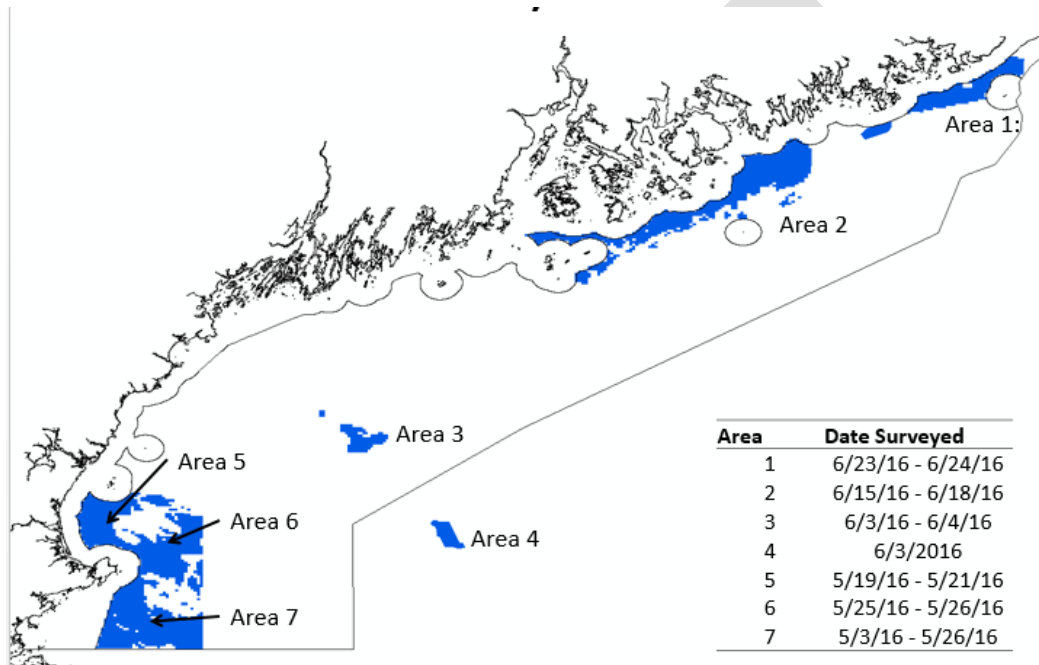 Area 1:
Area 2
Area 3
Area 5
Area 6
Area 4
Area 7
Area Date Surveyed
1 6/23/16 - 6/24/16
2 6/15/16 - 6/18/16
3 6/3/16 - 6/4/16
4 6/3/2016
5 5/19/16 - 5/21/16
6 5/25/16 - 5/26/16
7 5/3/16 - 5/26/16